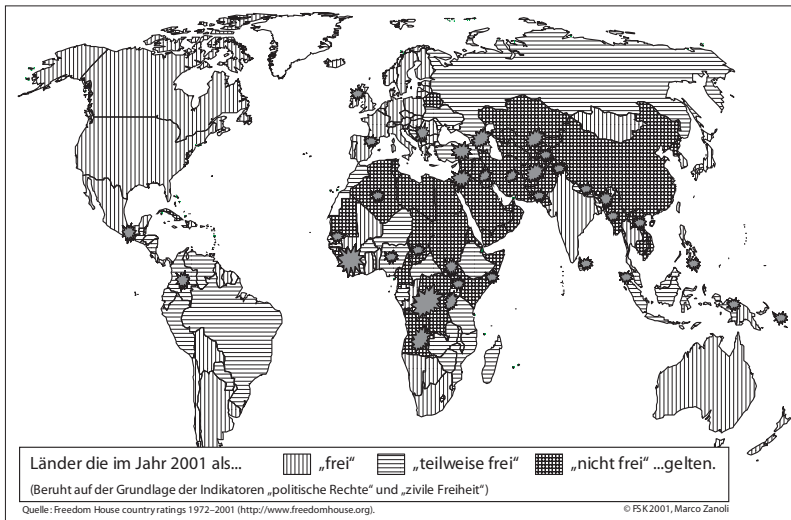 Länder die im Jahr 2001 als... „frei“ „teilweise frei“ „nicht frei“ ...gelten.
(Beruht auf der Grundlage der Indikatoren „politische Rechte“ und „zivile Freiheit“)
Quelle: Freedom House country ratings 1972–2001 (http://www.freedomhouse.org). © FSK 2001, Marco Zanoli